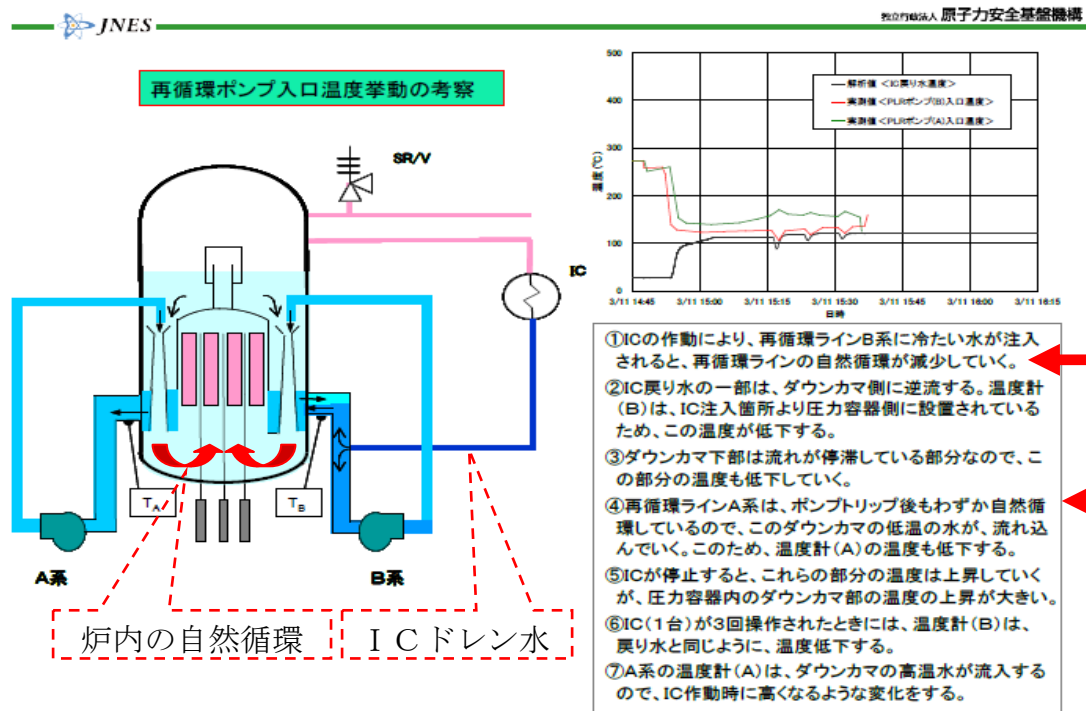 JNES
独立行政法人 原子力安全基盤機構
再循環ポンプ入口温度挙動の考察
SR/V
IC
T_A
T_B
A系
B系
炉内の自然循環
ＩＣドレン水
500
400
300
200
100
0
温度(℃)
解析値 <IC戻り水温度>
実測値 <PLRポンプ(B)入口温度>
実測値 <PLRポンプ(A)入口温度>
3/11 14:45 3/11 15:00 3/11 15:15 3/11 15:30 3/11 15:45 3/11 16:00 3/11 16:15
日時
①ICの作動により、再循環ラインB系に冷たい水が注入
されると、再循環ラインの自然循環が減少していく。
②IC戻り水の一部は、ダウンカマ側に逆流する。温度計
(B)は、IC注入箇所より圧力容器側に設置されている
ため、この温度が低下する。
③ダウンカマ下部は流れが停滞している部分なので、こ
の部分の温度も低下していく。
④再循環ラインA系は、ポンプトリップ後もわずか自然循
環しているので、このダウンカマの低温の水が、流れ込
んでいく。このため、温度計(A)の温度も低下する。
⑤ICが停止すると、これらの部分の温度は上昇していく
が、圧力容器内のダウンカマ部の温度の上昇が大きい。
⑥IC(1台)が3回操作されたときには、温度計(B)は、
戻り水と同じように、温度低下する。
⑦A系の温度計(A)は、ダウンカマの高温水が流入する
ので、IC作動時に高くなるような変化をする。